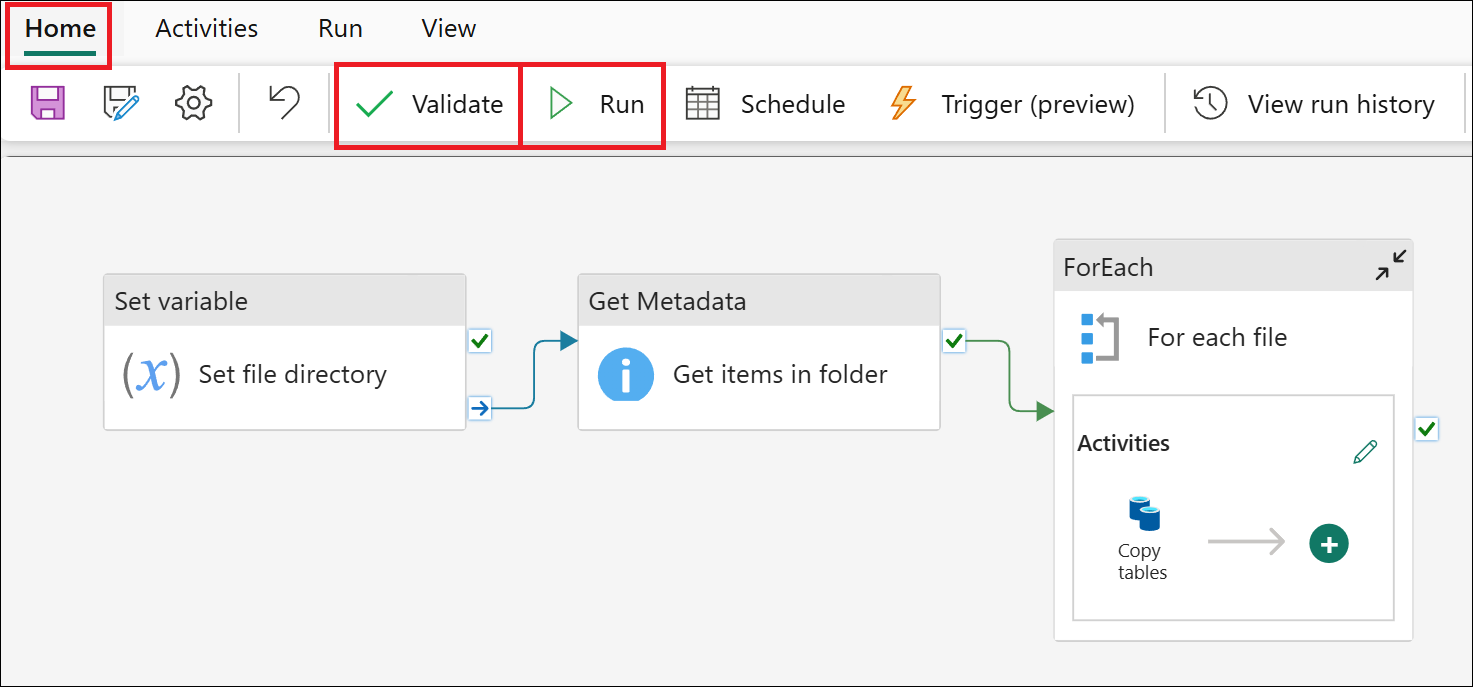 Home Activities Run View
Validate Run Schedule Trigger (preview) View run history
Set variable
(x) Set file directory
Get Metadata
i Get items in folder
ForEach
For each file
Activities
Copy
tables